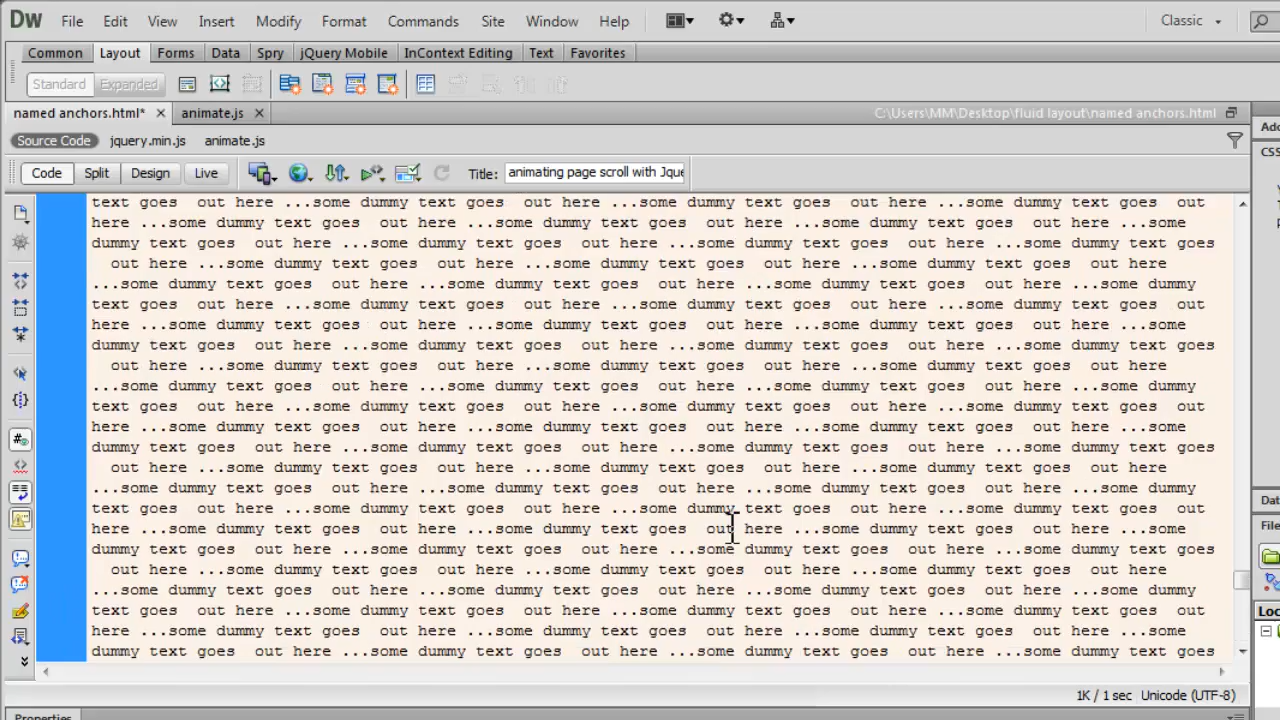 Dw File Edit View Insert Modify Format Commands Site Window Help Classic
Common Layout Forms Data Spry jQuery Mobile InContext Editing Text Favorites
Standard Expanded
named anchors.html* animate.js C:\Users\MM\Desktop\fluid layout\named anchors.html
Source Code jquery.min.js animate.js
Code Split Design Live Title: animating page scroll with Jque
text goes  out here ...some dummy text goes  out here ...some dummy text goes  out here ...some dummy text goes  out
here ...some dummy text goes  out here ...some dummy text goes  out here ...some dummy text goes  out here ...some
dummy text goes  out here ...some dummy text goes  out here ...some dummy text goes  out here ...some dummy text goes
out here ...some dummy text goes  out here ...some dummy text goes  out here ...some dummy text goes  out here
...some dummy text goes  out here ...some dummy text goes  out here ...some dummy text goes  out here ...some dummy
text goes  out here ...some dummy text goes  out here ...some dummy text goes  out here ...some dummy text goes  out
here ...some dummy text goes  out here ...some dummy text goes  out here ...some dummy text goes  out here ...some
dummy text goes  out here ...some dummy text goes  out here ...some dummy text goes  out here ...some dummy text goes
out here ...some dummy text goes  out here ...some dummy text goes  out here ...some dummy text goes  out here
...some dummy text goes  out here ...some dummy text goes  out here ...some dummy text goes  out here ...some dummy
text goes  out here ...some dummy text goes  out here ...some dummy text goes  out here ...some dummy text goes  out
here ...some dummy text goes  out here ...some dummy text goes  out here ...some dummy text goes  out here ...some
dummy text goes  out here ...some dummy text goes  out here ...some dummy text goes  out here ...some dummy text goes
out here ...some dummy text goes  out here ...some dummy text goes  out here ...some dummy text goes  out here
...some dummy text goes  out here ...some dummy text goes  out here ...some dummy text goes  out here ...some dummy
text goes  out here ...some dummy text goes  out here ...some dummy text goes  out here ...some dummy text goes  out
here ...some dummy text goes  out here ...some dummy text goes  out here ...some dummy text goes  out here ...some
dummy text goes  out here ...some dummy text goes  out here ...some dummy text goes  out here ...some dummy text goes
out here ...some dummy text goes  out here ...some dummy text goes  out here ...some dummy text goes  out here
...some dummy text goes  out here ...some dummy text goes  out here ...some dummy text goes  out here ...some dummy
text goes  out here ...some dummy text goes  out here ...some dummy text goes  out here ...some dummy text goes  out
here ...some dummy text goes  out here ...some dummy text goes  out here ...some dummy text goes  out here ...some
dummy text goes  out here ...some dummy text goes  out here ...some dummy text goes  out here ...some dummy text goes
1K / 1 sec Unicode (UTF-8)
Properties
Ado
CSS
Dat
File
Loc